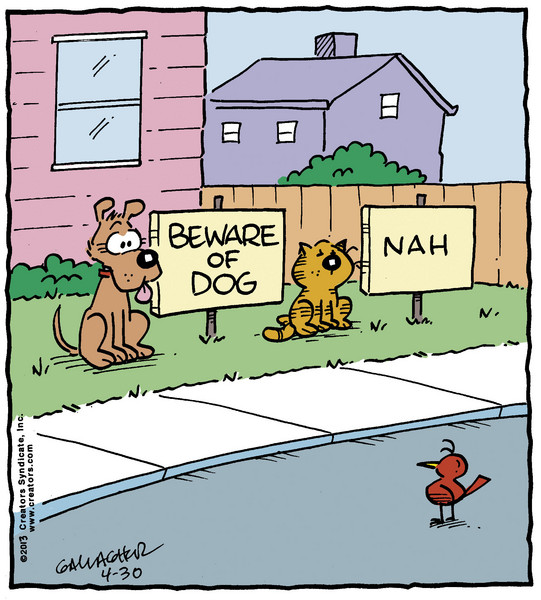 BEWARE
OF
DOG
NAH
©2013 Creators Syndicate, Inc.
www.creators.com
GALLAGHER
4-30